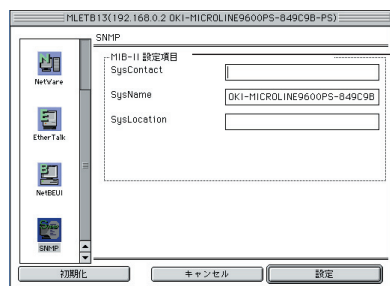 MLETB13(192.168.0.2 OKI-MICROLINE9600PS-849C9B-PS)
SNMP
MIB-II 設定項目
SysContact
SysName
OKI-MICROLINE9600PS-849C9B
SysLocation
NetWare
EtherTalk
NetBEUI
SNMP
初期化
キャンセル
設定